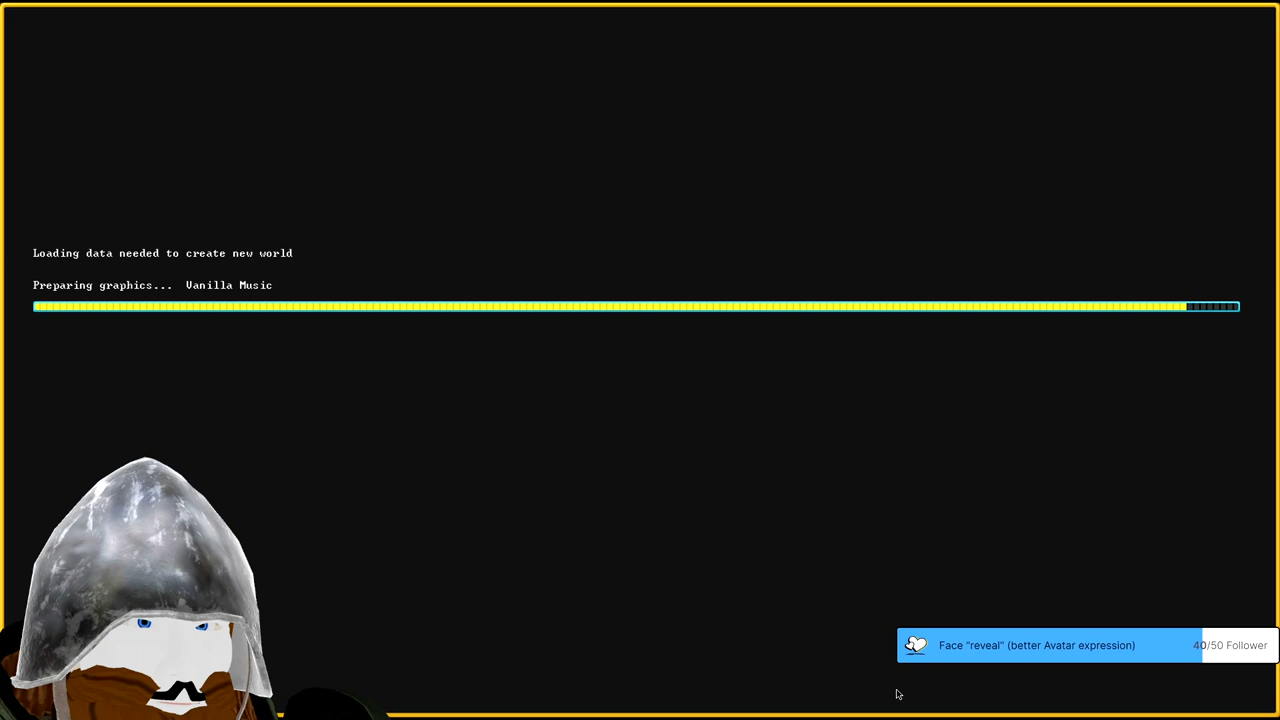 Loading data needed to create new world
Preparing graphics... Vanilla Music
Face "reveal" (better Avatar expression) 40/50 Follower